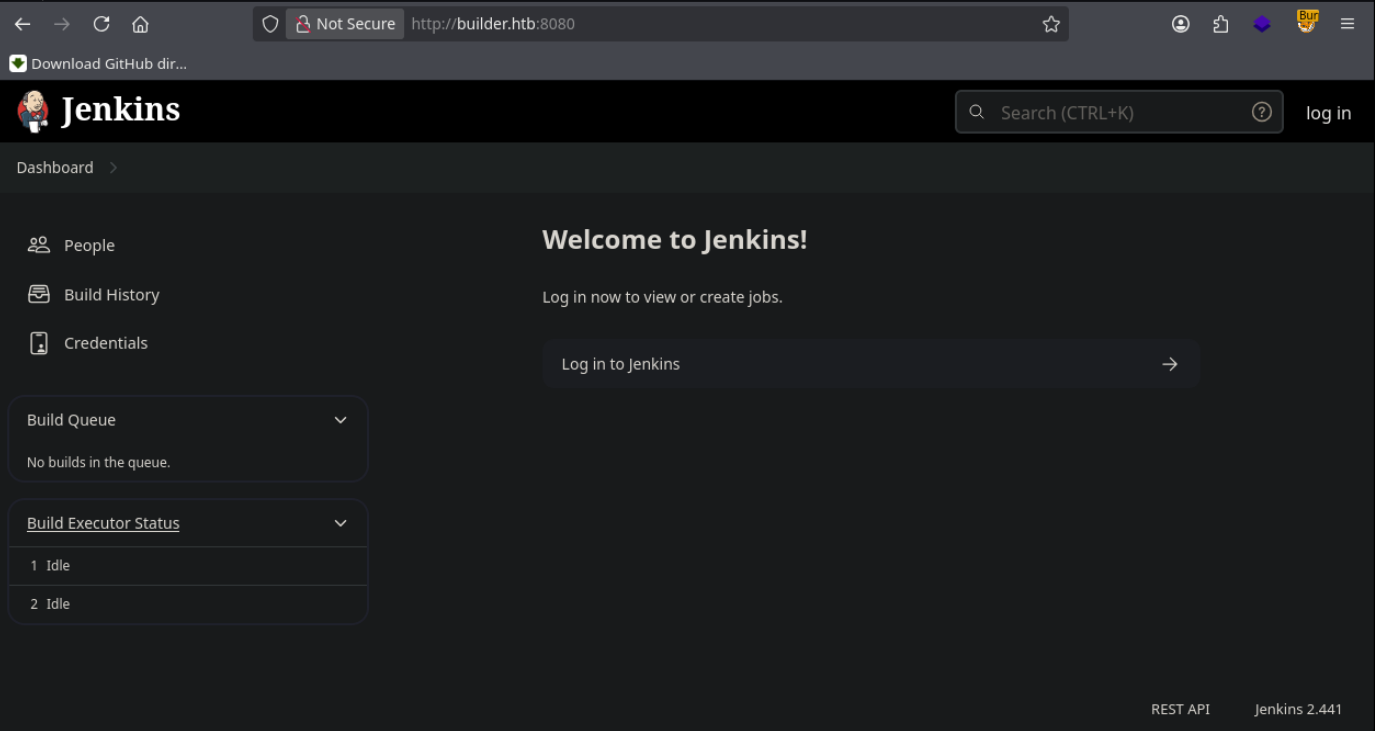 Not Secure http://builder.htb:8080
Bur
Download GitHub dir...
Jenkins
Search (CTRL+K)
log in
Dashboard
People
Build History
Credentials
Welcome to Jenkins!
Log in now to view or create jobs.
Log in to Jenkins
Build Queue
No builds in the queue.
Build Executor Status
1 Idle
2 Idle
REST API Jenkins 2.441